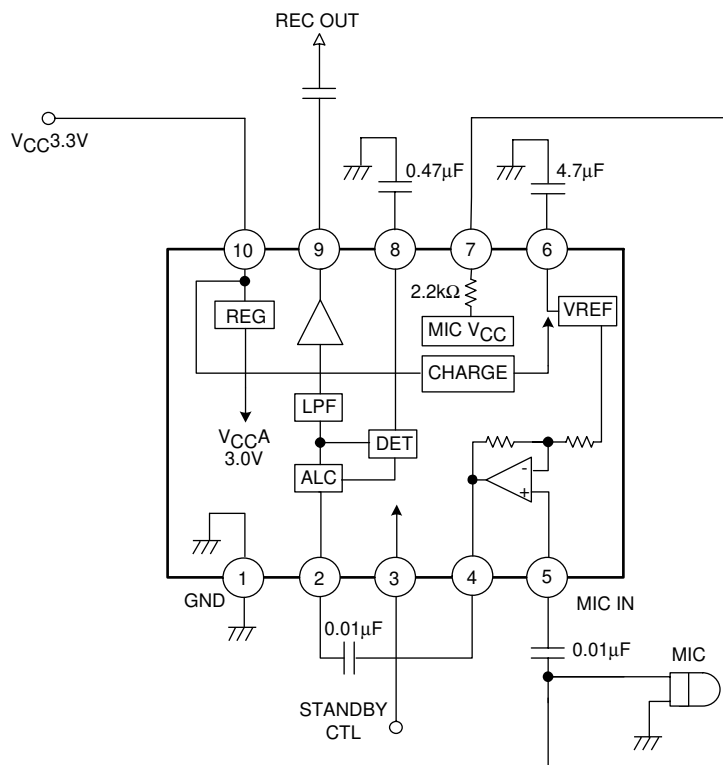 REC OUT
VCC3.3V
0.47μF
4.7μF
10
9
8
7
6
2.2kΩ
REG
MIC VCC
VREF
CHARGE
LPF
VCCA
3.0V
DET
ALC
-
+
1
2
3
4
5
GND
MIC IN
0.01μF
0.01μF
MIC
STANDBY
CTL